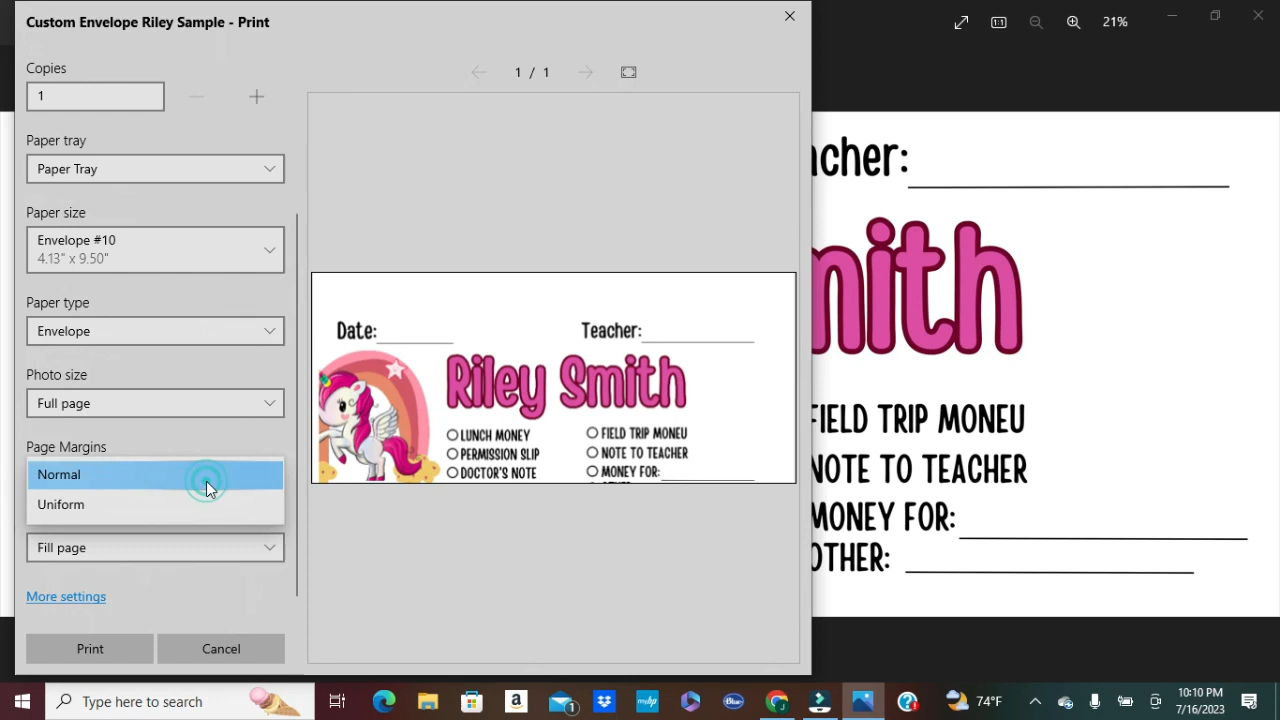 Custom Envelope Riley Sample - Print
21%
Copies
1
1 / 1
Paper tray
Paper Tray
Paper size
Envelope #10
4.13" x 9.50"
Paper type
Envelope
Photo size
Full page
Page Margins
Normal
Uniform
Fill page
More settings
Print
Cancel
Date:
Teacher:
Riley Smith
LUNCH MONEY
FIELD TRIP MONEU
PERMISSION SLIP
NOTE TO TEACHER
DOCTOR'S NOTE
MONEY FOR:
acher:
mith
FIELD TRIP MONEU
NOTE TO TEACHER
MONEY FOR:
OTHER:
Type here to search
a
1
mbp
Blue
74°F
10:10 PM
7/16/2023